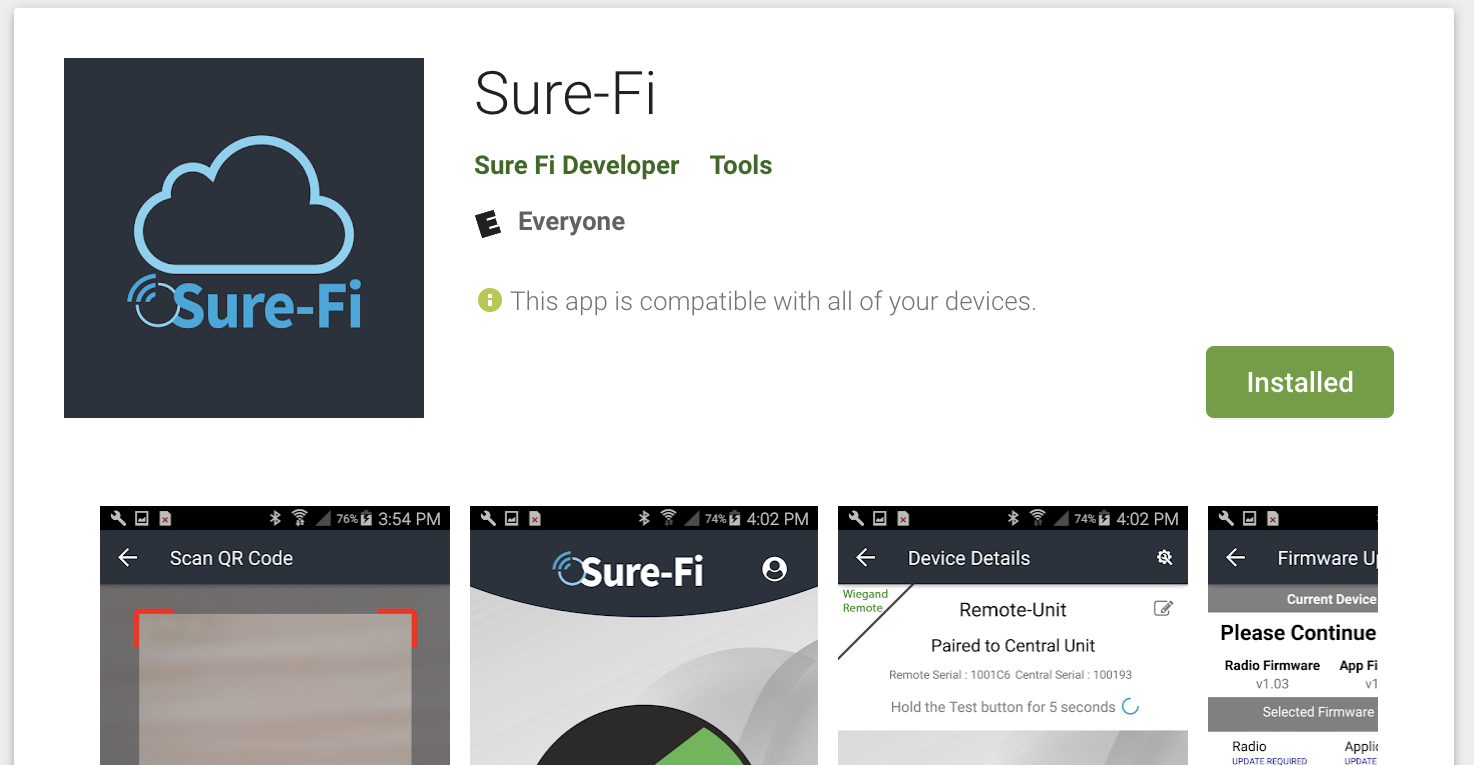 Sure-Fi
Sure Fi Developer Tools
E Everyone
This app is compatible with all of your devices.
Sure-Fi
Installed
76% 3:54 PM
Scan QR Code
74% 4:02 PM
Sure-Fi
74% 4:02 PM
Device Details
Wiegand
Remote
Remote-Unit
Paired to Central Unit
Remote Serial : 1001C6 Central Serial : 100193
Hold the Test button for 5 seconds
Firmware Up
Current Device
Please Continue
Radio Firmware App Fi
v1.03 v1
Selected Firmware
Radio Applic
UPDATE REQUIRED UPDATE